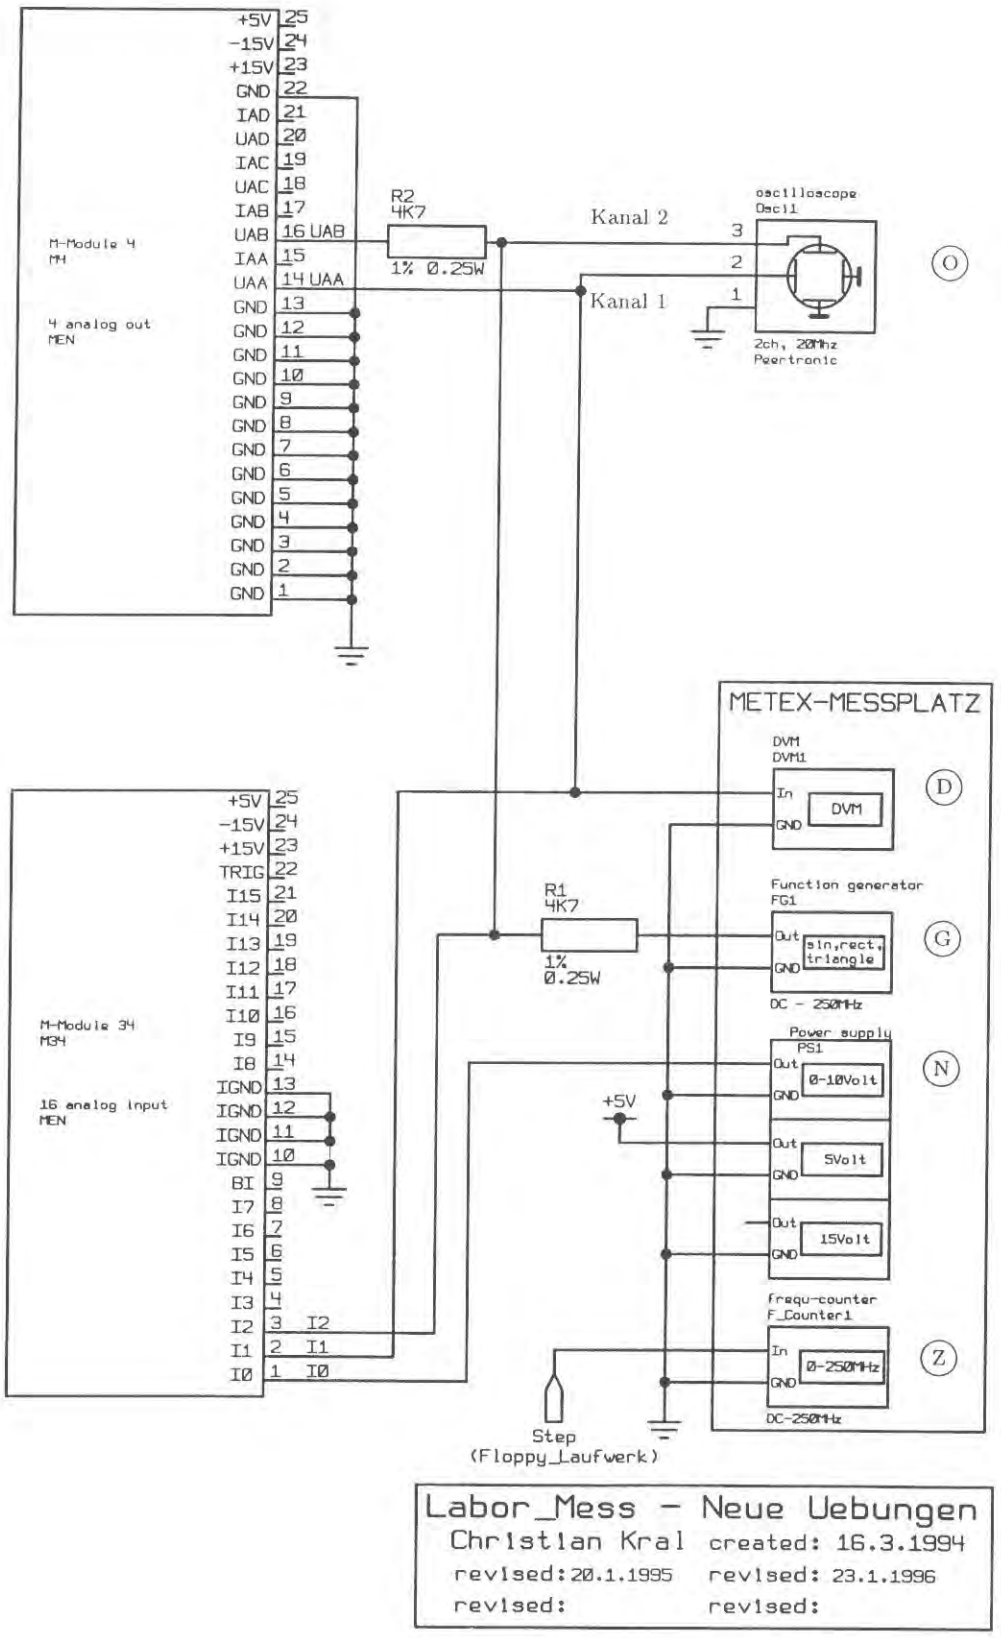 +5V 25
-15V 24
+15V 23
GND 22
IAD 21
UAD 20
IAC 19
UAC 18
IAB 17
UAB 16 UAB
IAA 15
UAA 14 UAA
GND 13
GND 12
GND 11
GND 10
GND 9
GND 8
GND 7
GND 6
GND 5
GND 4
GND 3
GND 2
GND 1
M-Module 4
M4
4 analog out
MEN
R2
4K7
1% 0.25W
Kanal 2
Kanal 1
oscilloscope
Oscil
3
2
1
2ch, 20Mhz
Peertronic
O
METEX-MESSPLATZ
DVM
DVM1
In
DVM
GND
D
Function generator
FG1
Out
sin,rect,
triangle
GND
DC - 250MHz
G
R1
4K7
1%
0.25W
Power supply
PS1
Out
0-10Volt
GND
N
+5V
Out
5Volt
GND
Out
15Volt
GND
frequ-counter
F_Counter1
In
0-250MHz
GND
DC-250MHz
Z
Step
(Floppy_Laufwerk)
+5V 25
-15V 24
+15V 23
TRIG 22
I15 21
I14 20
I13 19
I12 18
I11 17
I10 16
I9 15
I8 14
IGND 13
IGND 12
IGND 11
IGND 10
BI 9
I7 8
I6 7
I5 6
I4 5
I3 4
I2 3 I2
I1 2 I1
I0 1 I0
M-Module 34
M34
16 analog input
MEN
Labor_Mess - Neue Uebungen
Christian Kral created: 16.3.1994
revised: 20.1.1995 revised: 23.1.1996
revised: revised: